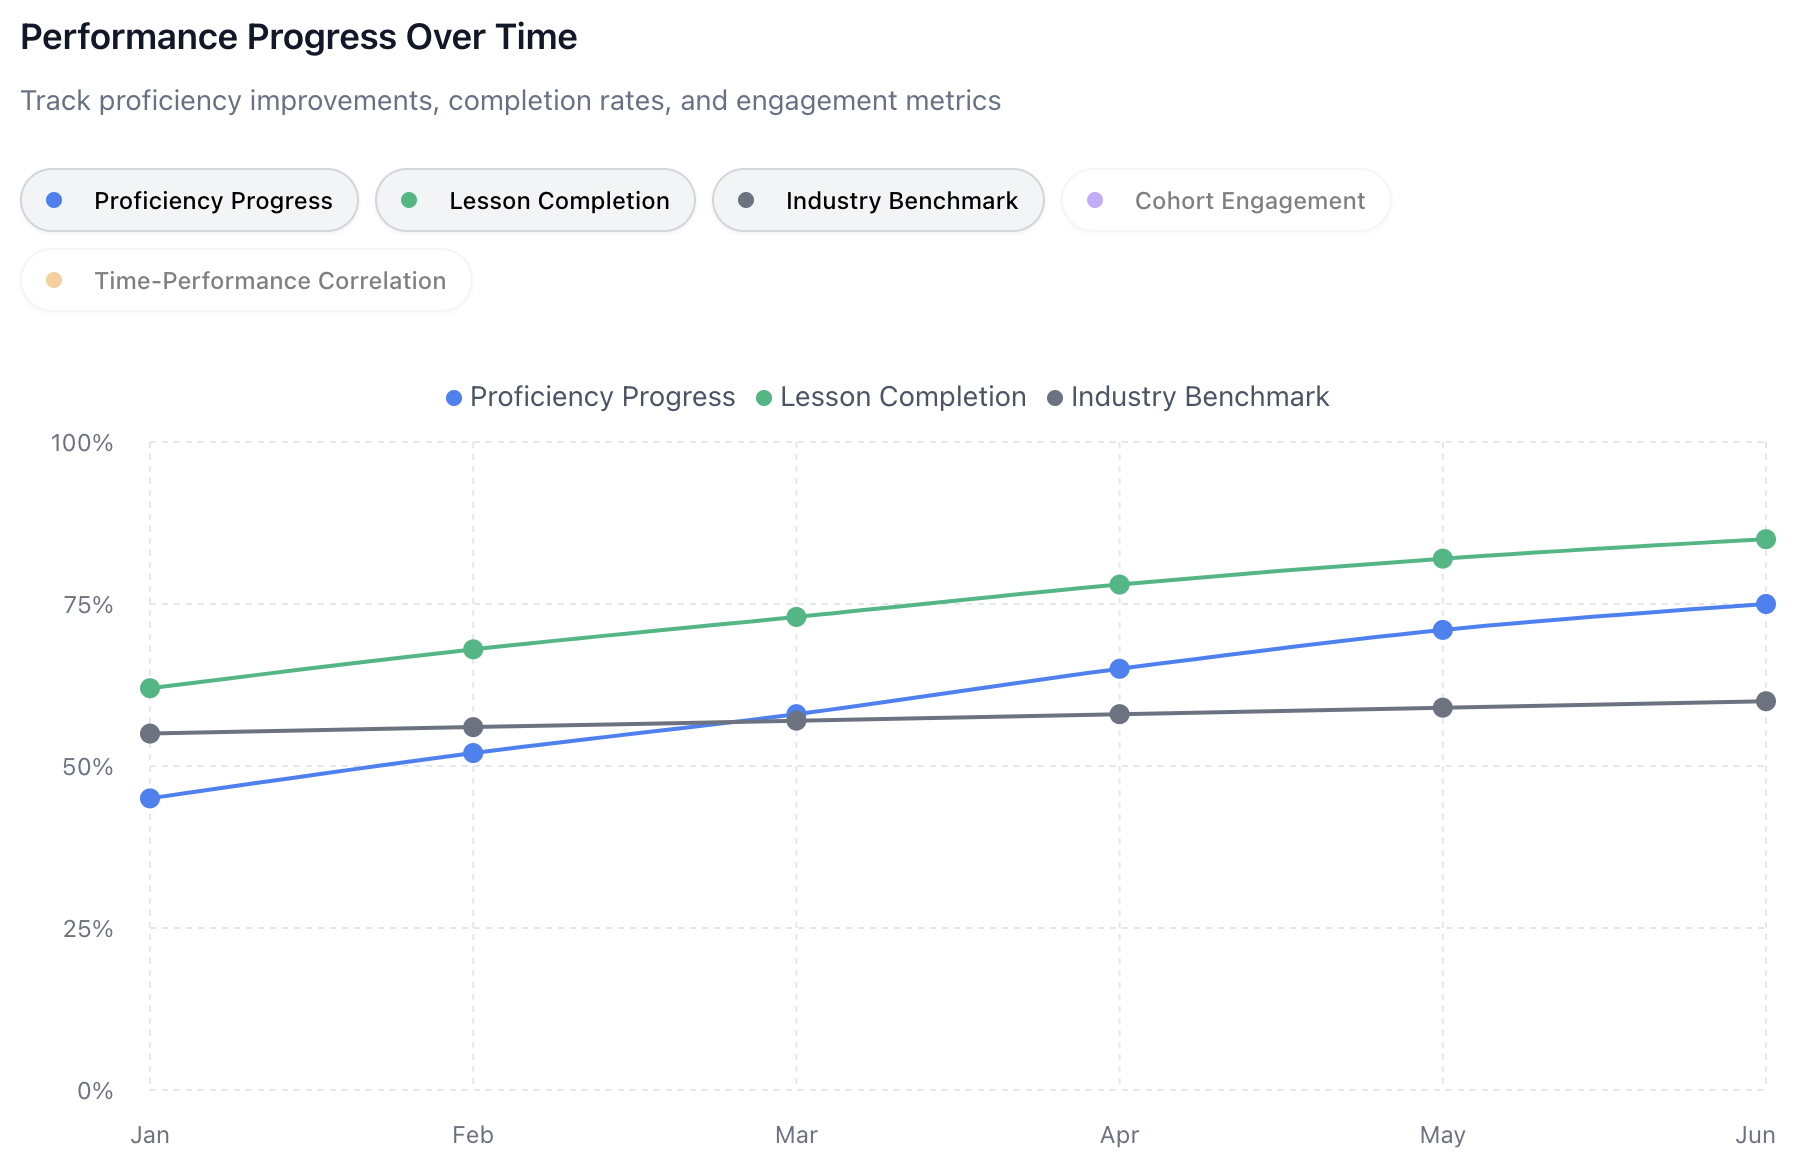 Performance Progress Over Time
Track proficiency improvements, completion rates, and engagement metrics
Proficiency Progress
Lesson Completion
Industry Benchmark
Cohort Engagement
Time-Performance Correlation
Proficiency Progress
Lesson Completion
Industry Benchmark
100%
75%
50%
25%
0%
Jan
Feb
Mar
Apr
May
Jun